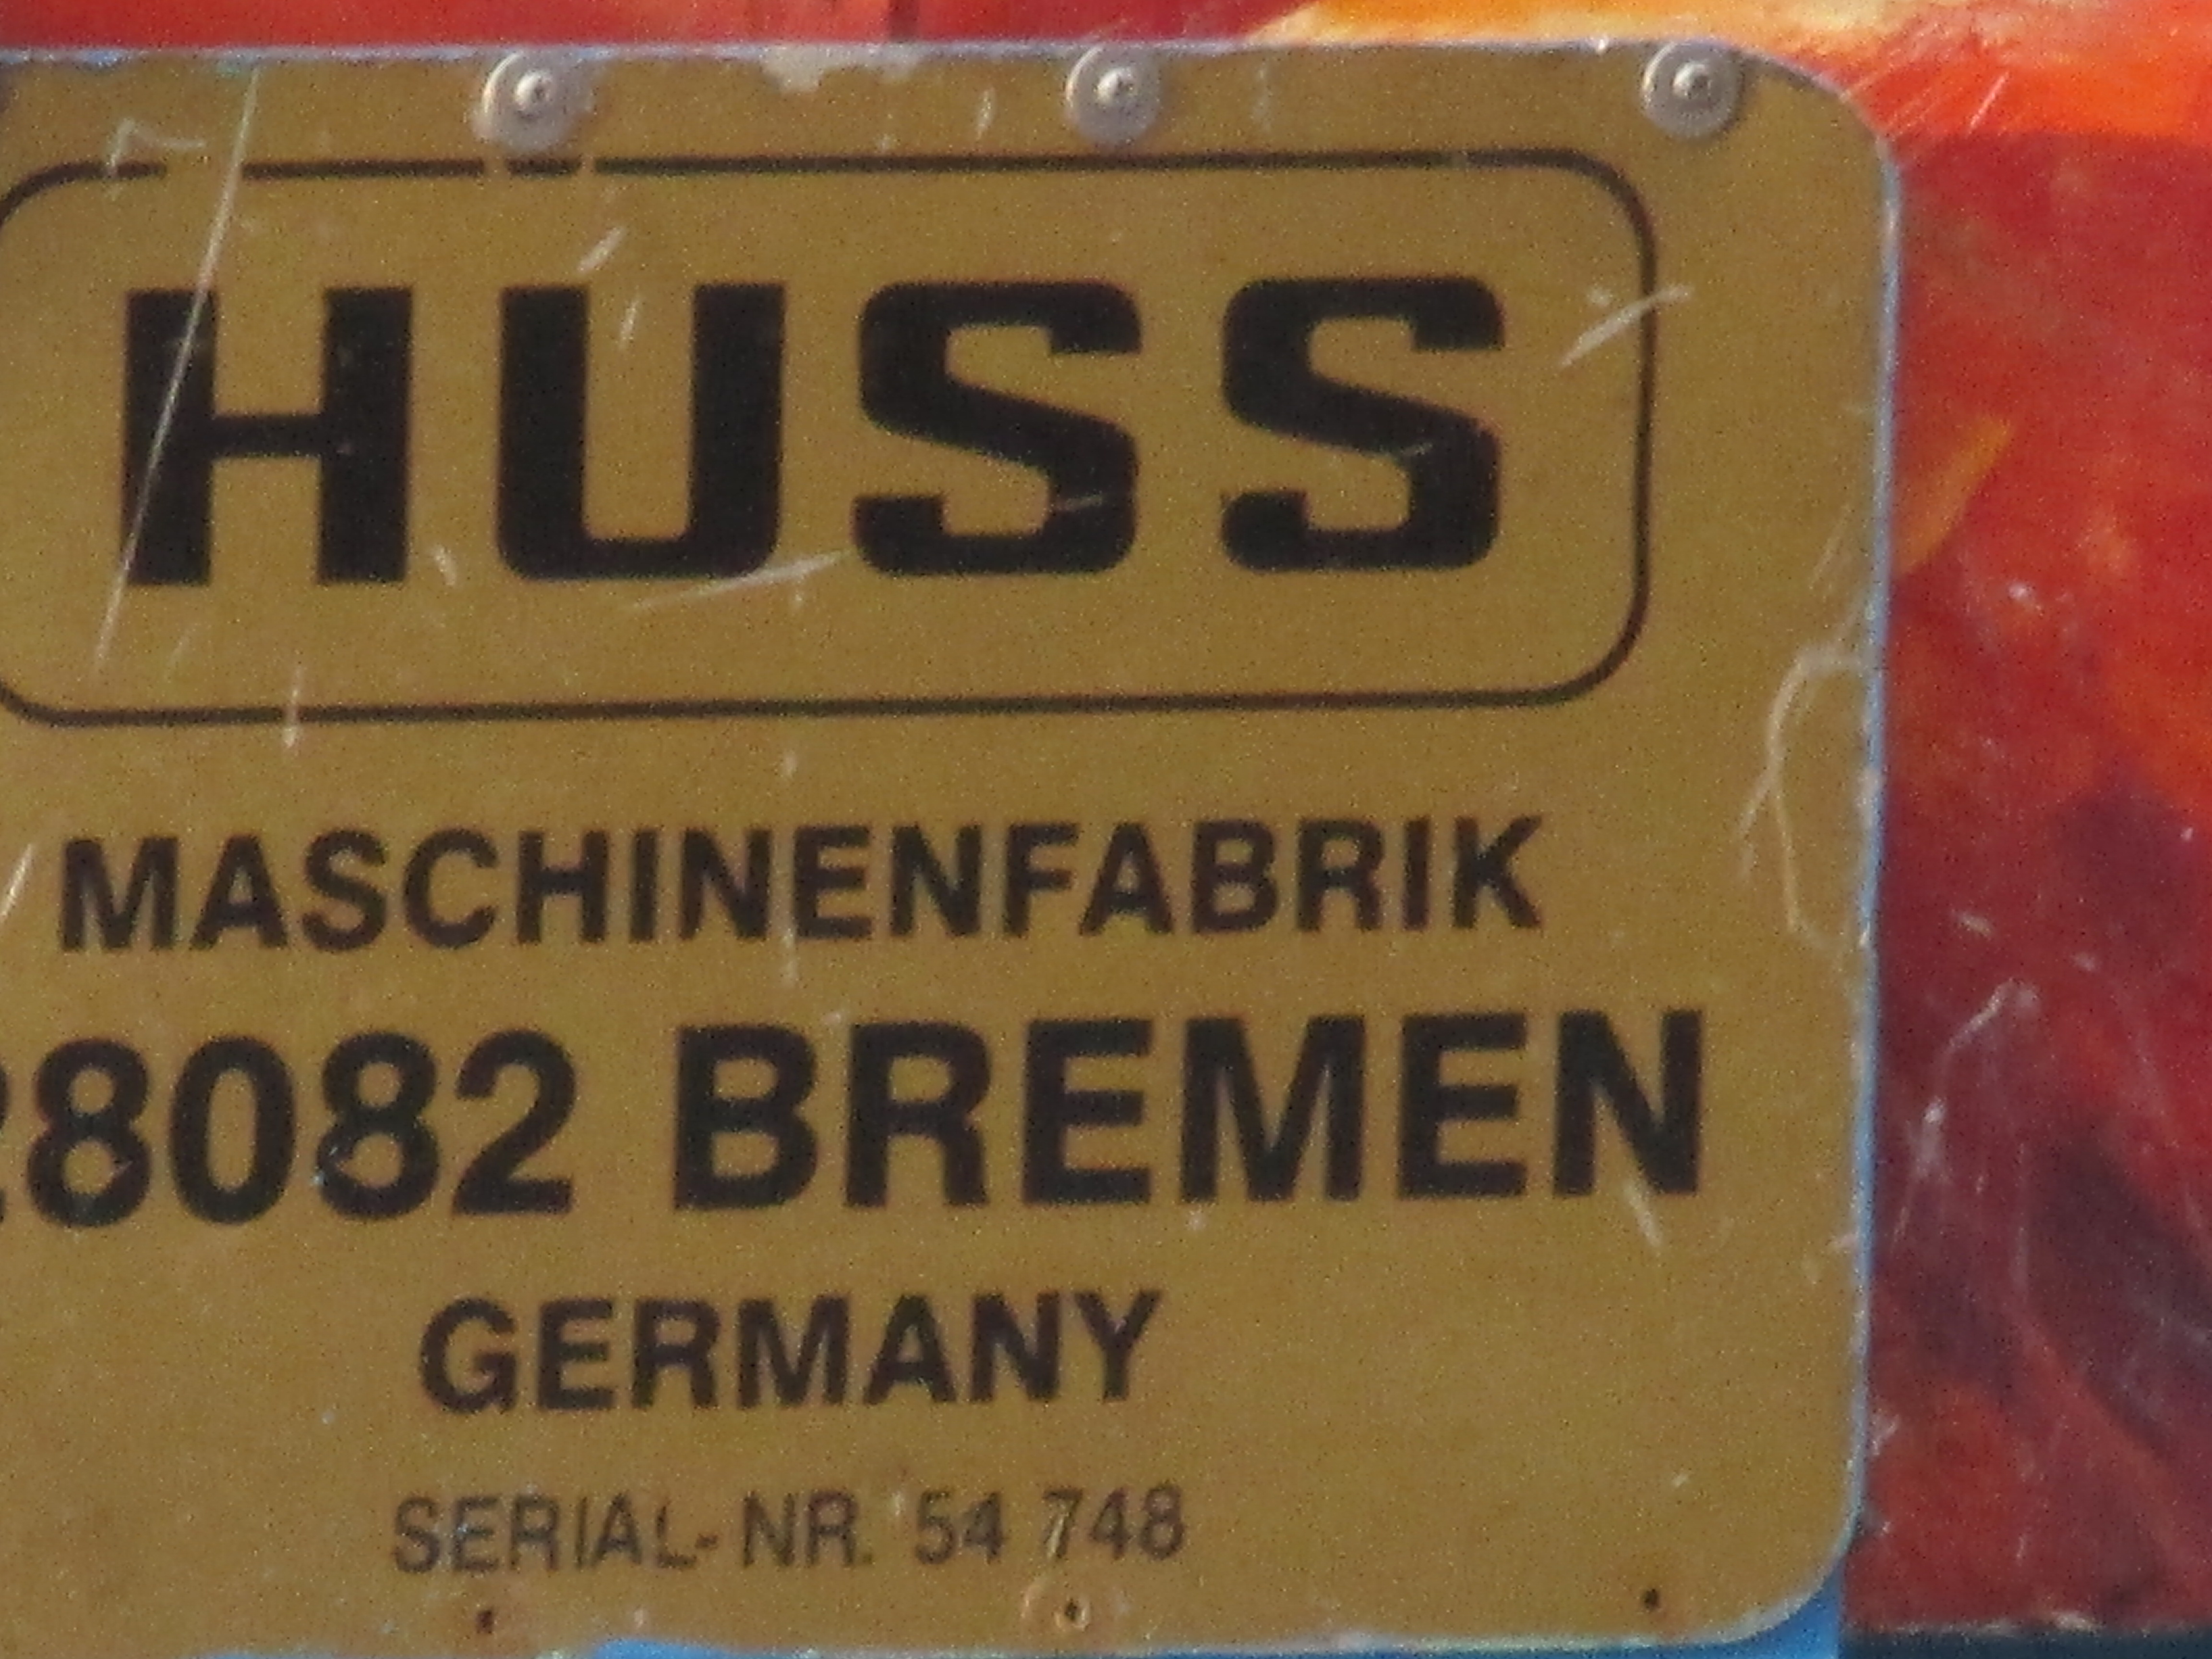 HUSS
MASCHINENFABRIK
28082 BREMEN
GERMANY
SERIAL-NR. 54 748